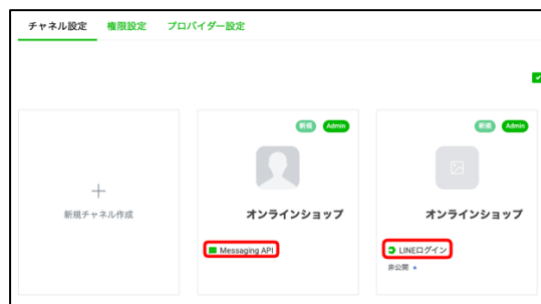 チャネル設定 権限設定 プロバイダー設定
新規 Admin
新規 Admin
新規チャネル作成
オンラインショップ
オンラインショップ
Messaging API
LINEログイン
非公開